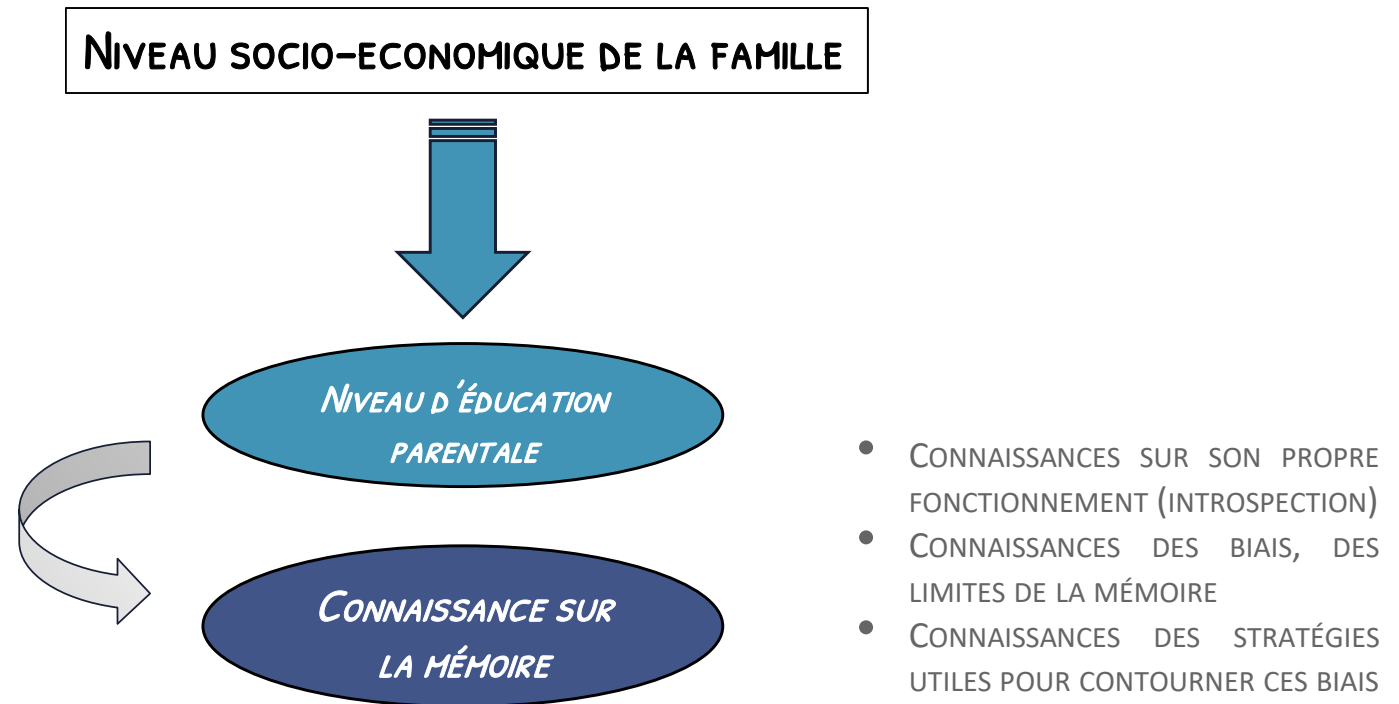 NIVEAU SOCIO-ECONOMIQUE DE LA FAMILLE
NIVEAU D'ÉDUCATION
PARENTALE
CONNAISSANCE SUR
LA MÉMOIRE
• CONNAISSANCES SUR SON PROPRE
FONCTIONNEMENT (INTROSPECTION)
• CONNAISSANCES DES BIAIS, DES
LIMITES DE LA MÉMOIRE
• CONNAISSANCES DES STRATÉGIES
UTILES POUR CONTOURNER CES BIAIS